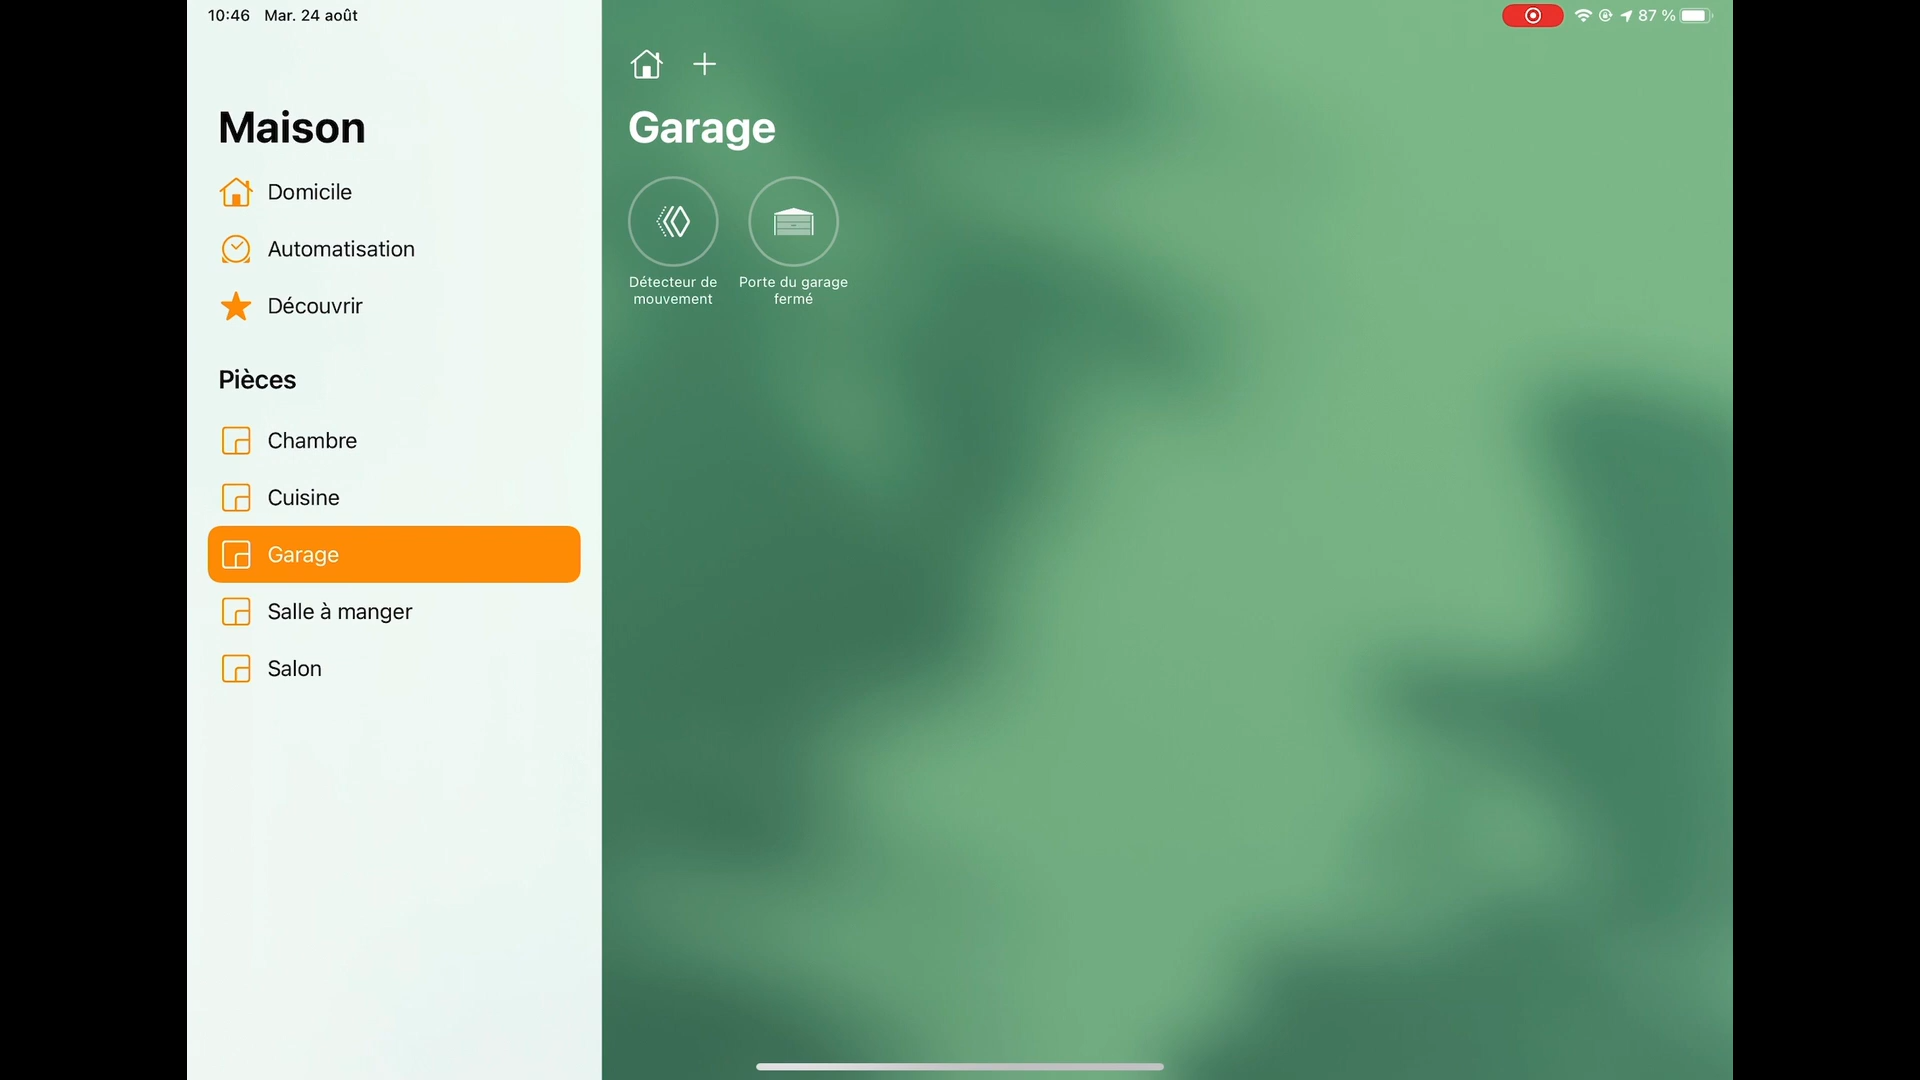 10:46 Mar. 24 août
87 %
Maison
Domicile
Automatisation
Découvrir
Pièces
Chambre
Cuisine
Garage
Salle à manger
Salon
Garage
Détecteur de
mouvement
Porte du garage
fermé